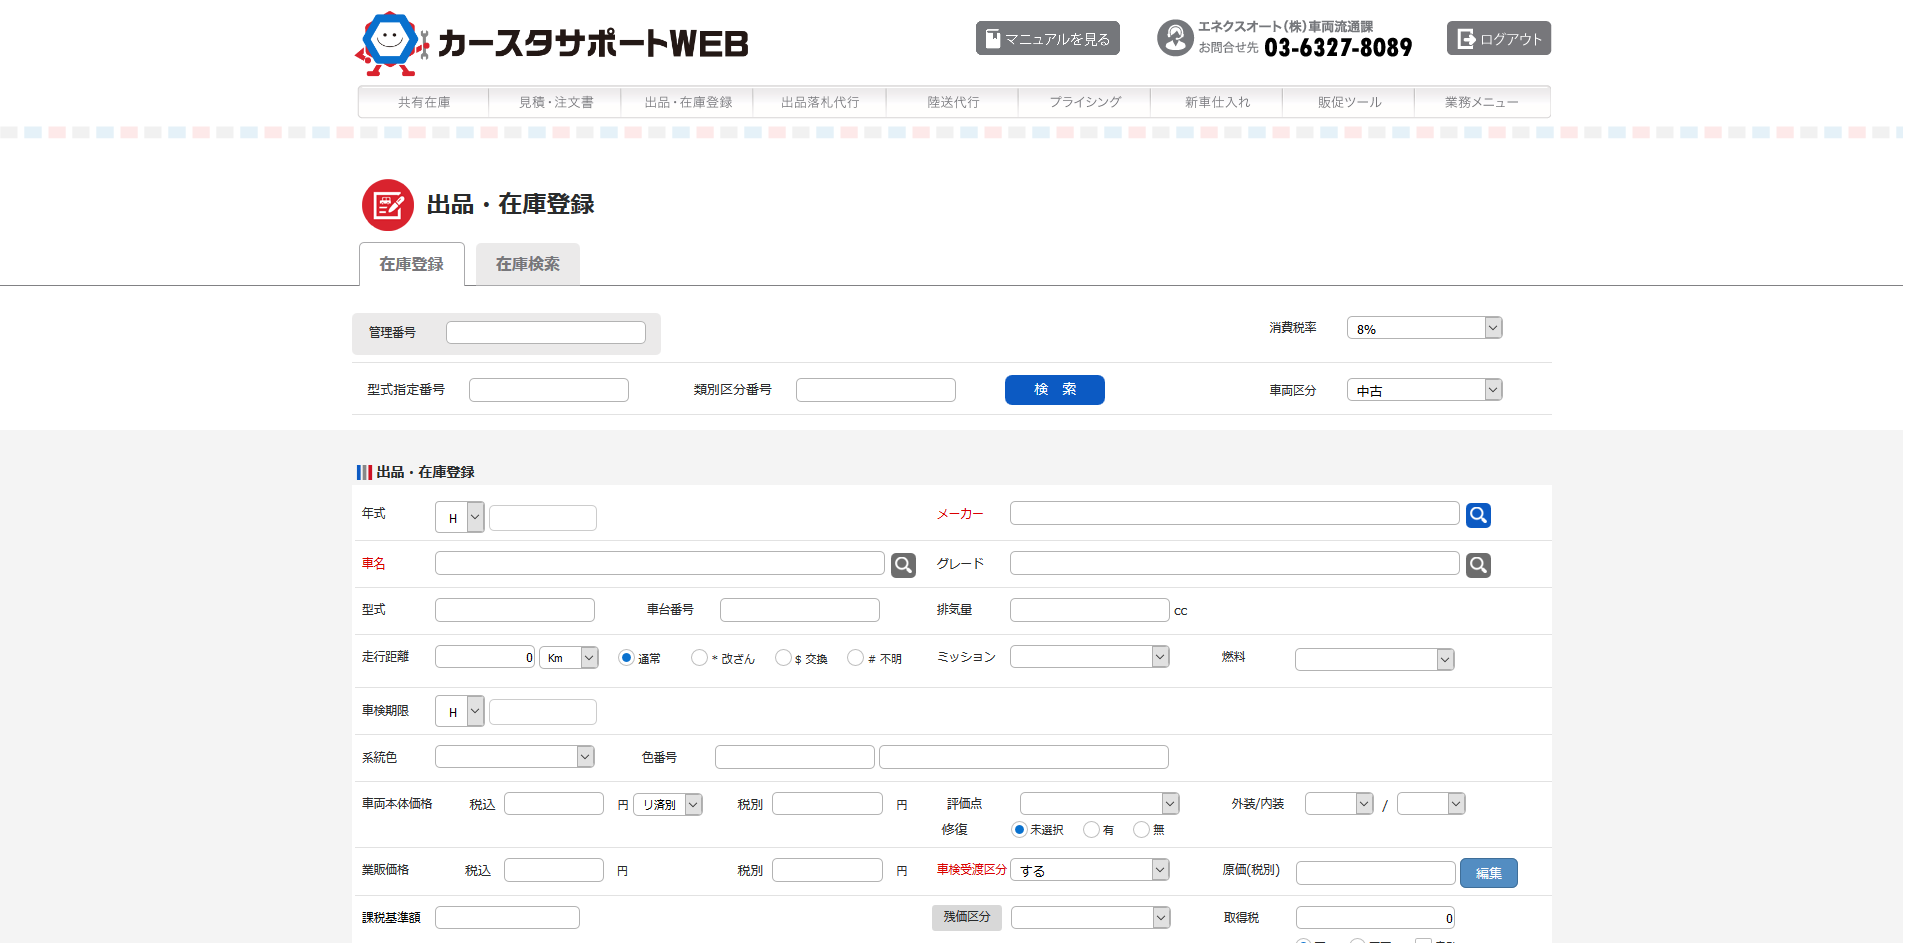 カースタサポートWEB
マニュアルを見る
エネクスオート(株)車両流通課
お問合せ先 03-6327-8089
ログアウト
共有在庫 見積・注文書 出品・在庫登録 出品落札代行 陸送代行 プライシング 新車仕入れ 販促ツール 業務メニュー
出品・在庫登録
在庫登録 在庫検索
管理番号 消費税率 8%
型式指定番号 類別区分番号 検 索 車両区分 中古
出品・在庫登録
年式 H メーカー
車名 グレード
型式 車台番号 排気量 cc
走行距離 0 Km 通常 * 改ざん $ 交換 # 不明 ミッション 燃料
車検期限 H
系統色 色番号
車両本体価格 税込 円 リ済別 税別 円 評価点 外装/内装 /
修復 未選択 有 無
業販価格 税込 円 税別 円 車検受渡区分 する 原価(税別) 編集
課税基準額 残価区分 取得税 0